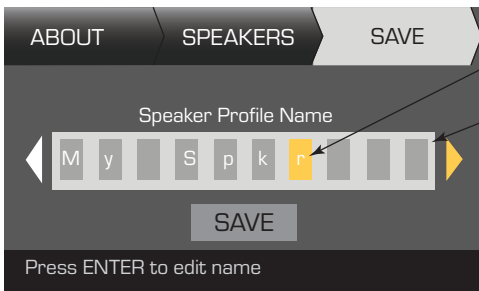 ABOUT SPEAKERS SAVE
Speaker Profile Name
M y S p k r
SAVE
Press ENTER to edit name